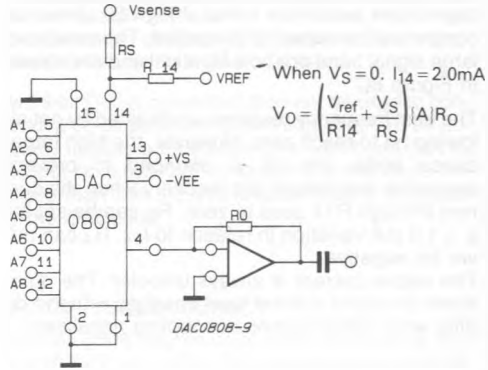 Vsense
RS
R 14
VREF
When VS=0. I14=2.0mA
VO=(Vref/R14+VS/RS){A}RO
15
14
A1 5
A2 6
A3 7
A4 8
A5 9
A6 10
A7 11
A8 12
DAC
0808
13 +VS
3 -VEE
4
RO
2
1
DAC0808-9